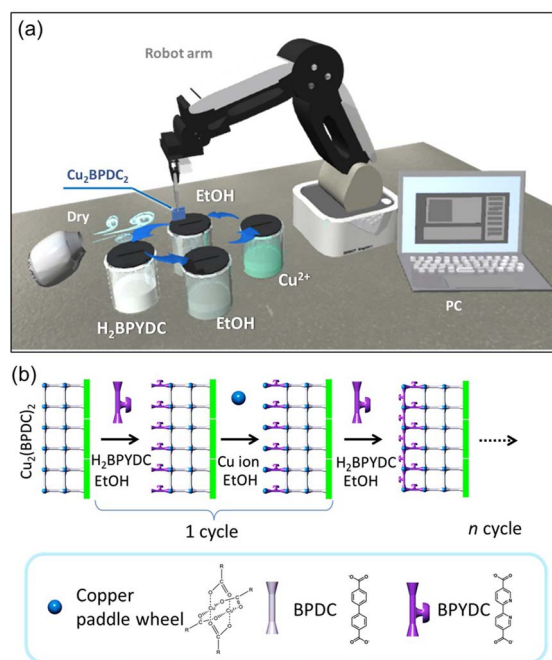 (a)
Robot arm
Cu₂BPDC₂
EtOH
Dry
Cu²⁺
H₂BPYDC
EtOH
PC
(b)
Cu₂(BPDC)₂
H₂BPYDC
EtOH
Cu ion
EtOH
H₂BPYDC
EtOH
1 cycle
n cycle
Copper
paddle wheel
BPDC
BPYDC